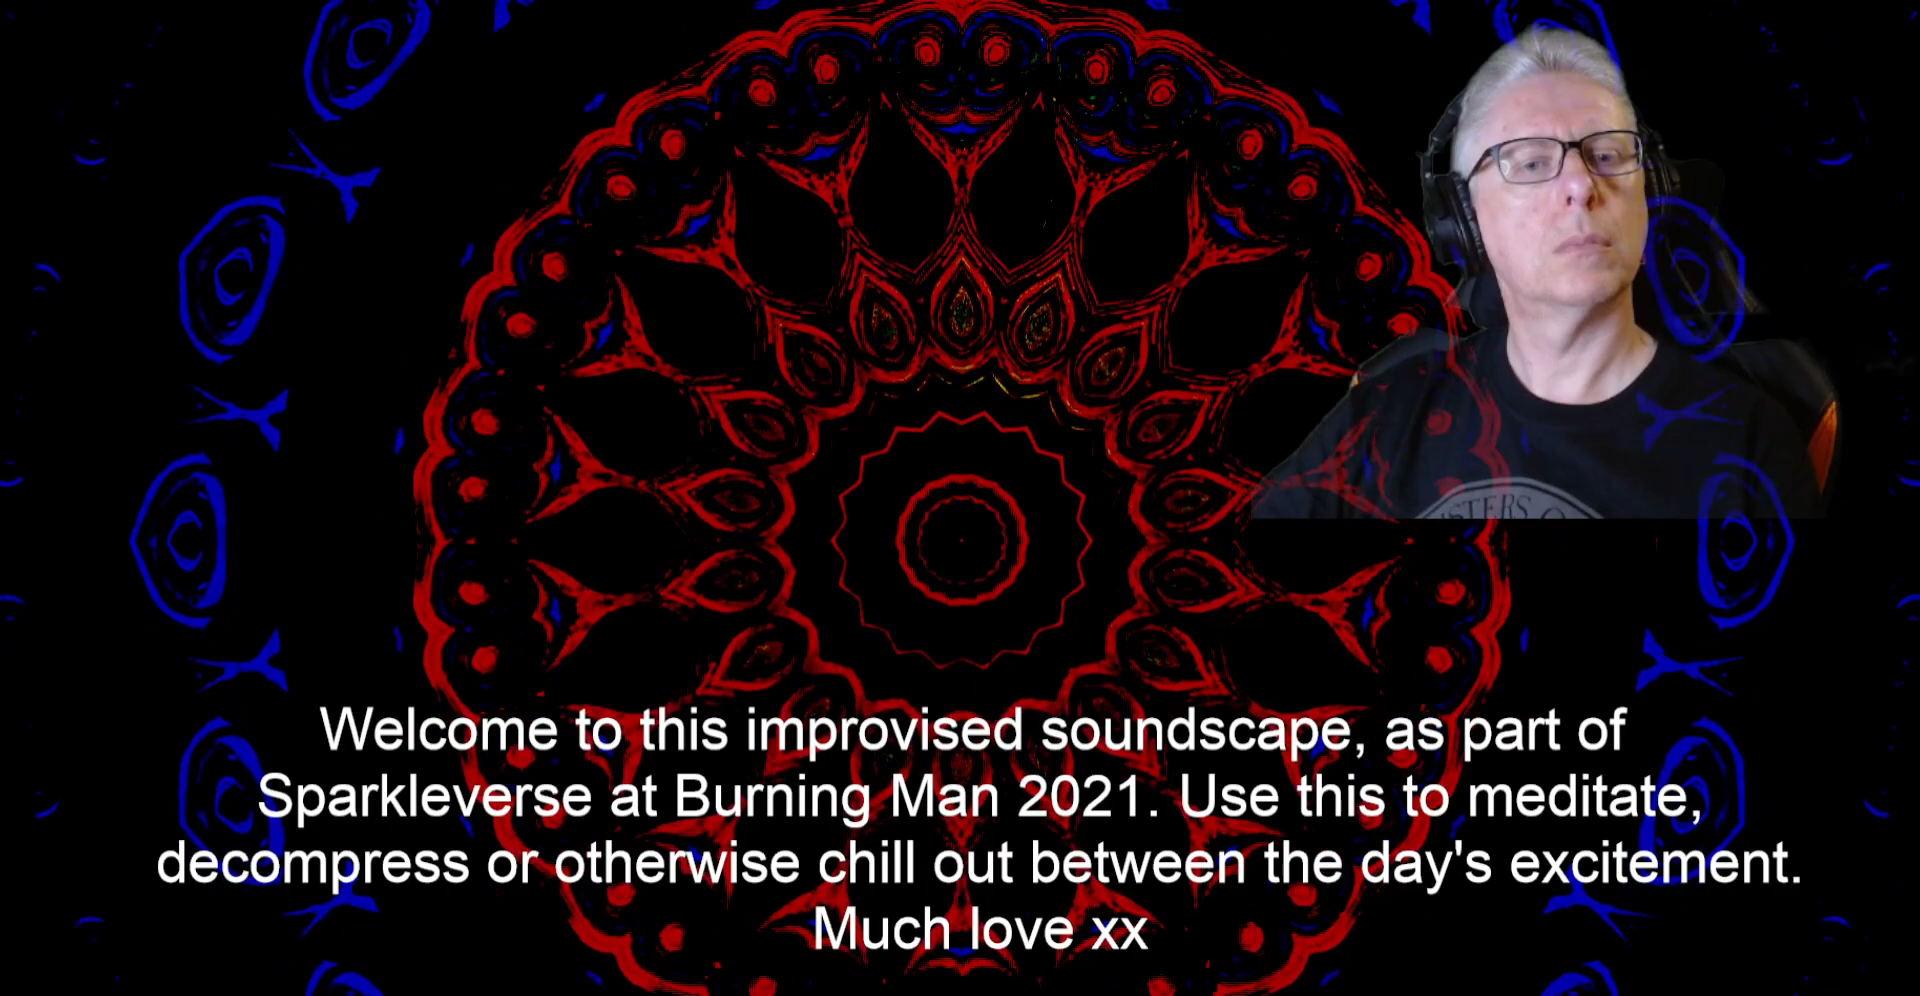 STERS O
Welcome to this improvised soundscape, as part of
Sparkleverse at Burning Man 2021. Use this to meditate,
decompress or otherwise chill out between the day's excitement.
Much love xx